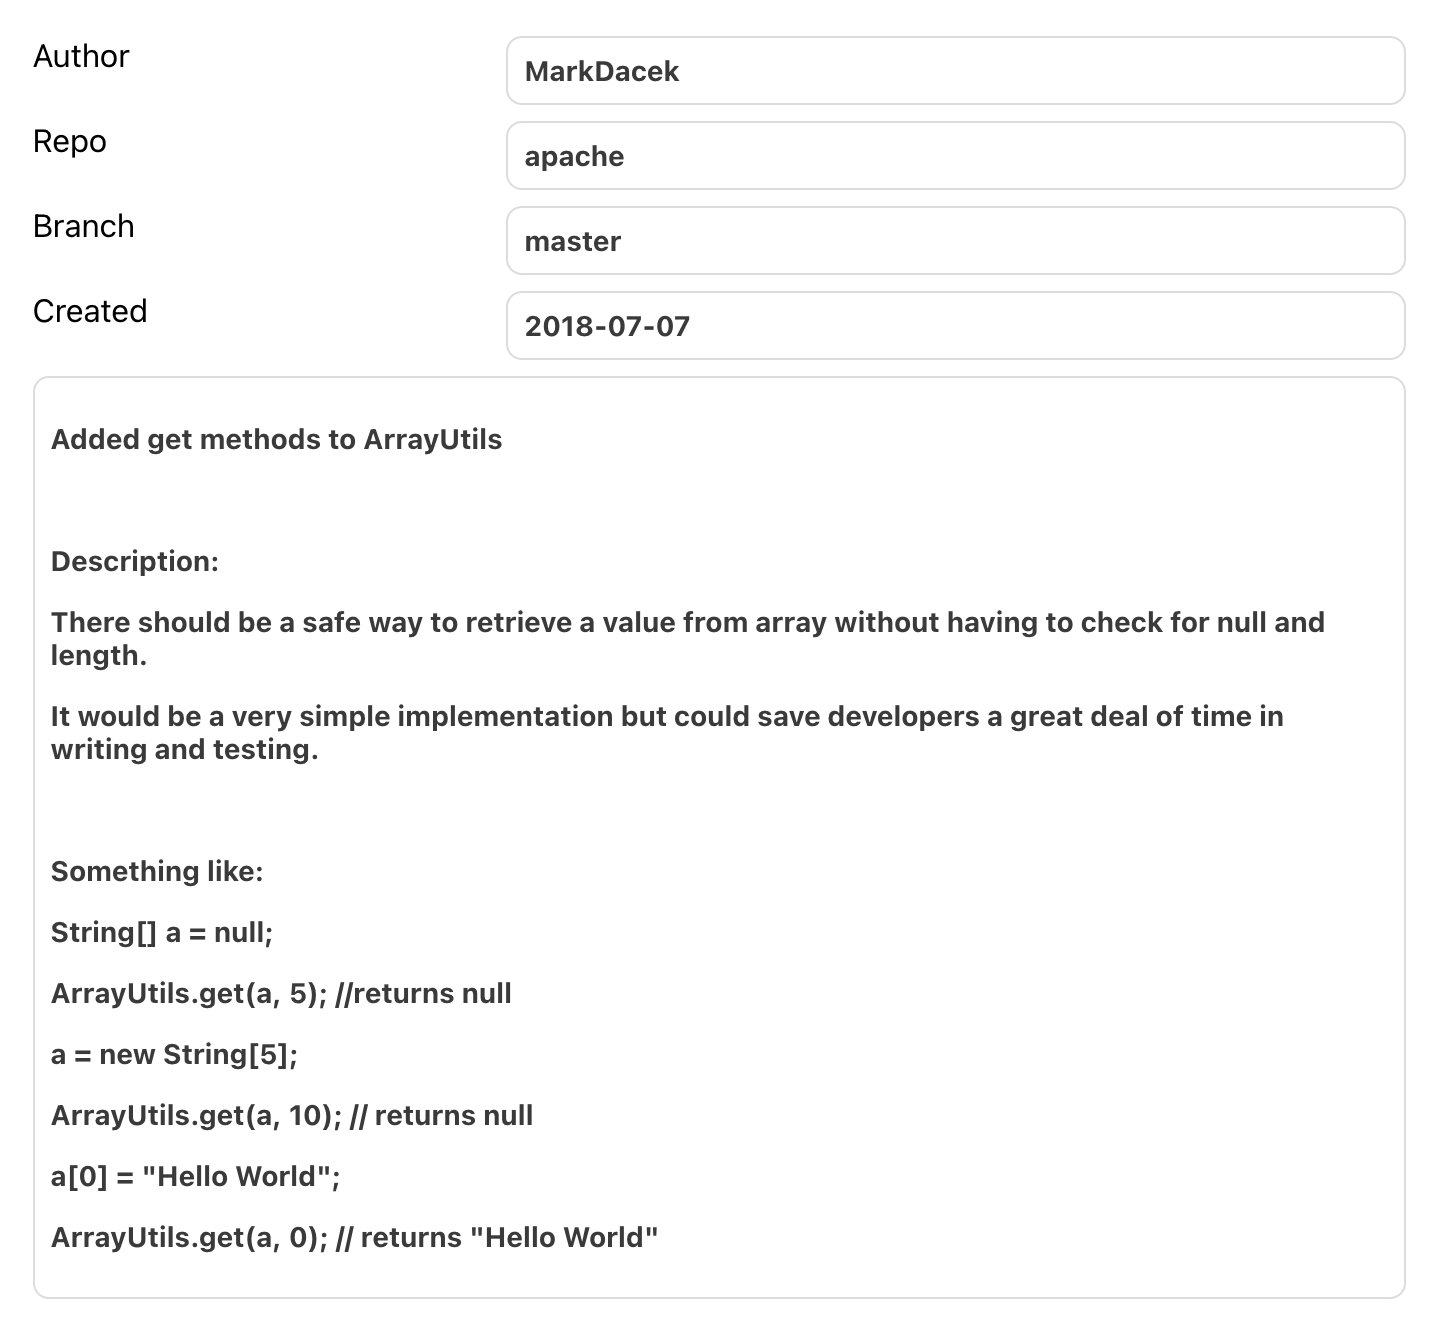 Author
MarkDacek
Repo
apache
Branch
master
Created
2018-07-07
Added get methods to ArrayUtils
Description:
There should be a safe way to retrieve a value from array without having to check for null and
length.
It would be a very simple implementation but could save developers a great deal of time in
writing and testing.
Something like:
String[] a = null;
ArrayUtils.get(a, 5); //returns null
a = new String[5];
ArrayUtils.get(a, 10); // returns null
a[0] = "Hello World";
ArrayUtils.get(a, 0); // returns "Hello World"